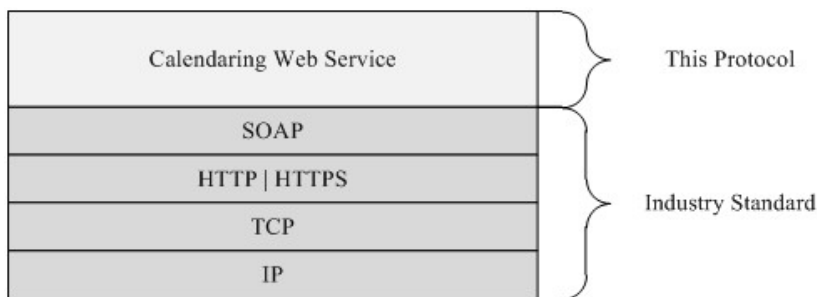 Calendaring Web Service
This Protocol
SOAP
HTTP | HTTPS
TCP
IP
Industry Standard